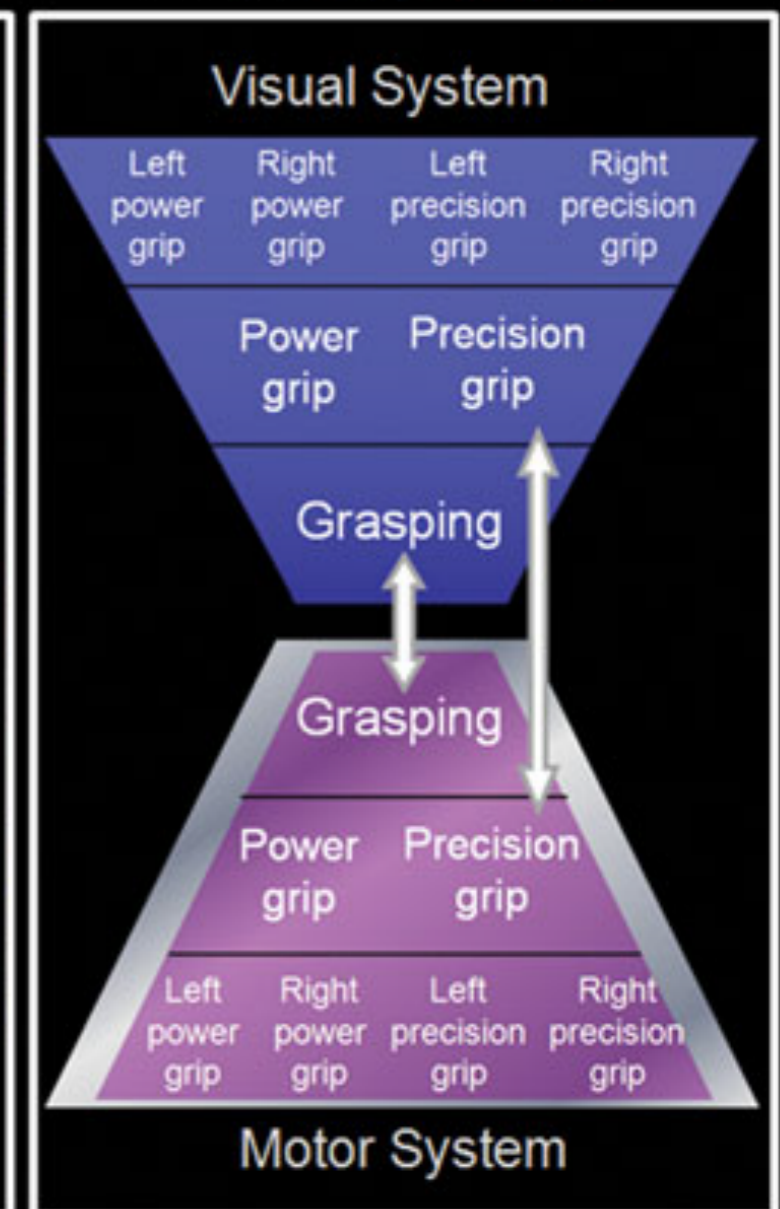 Visual System
Left Right Left Right
power power precision precision
grip grip grip grip
Power Precision
grip grip
Grasping
Grasping
Power Precision
grip grip
Left Right Left Right
power power precision precision
grip grip grip grip
Motor System